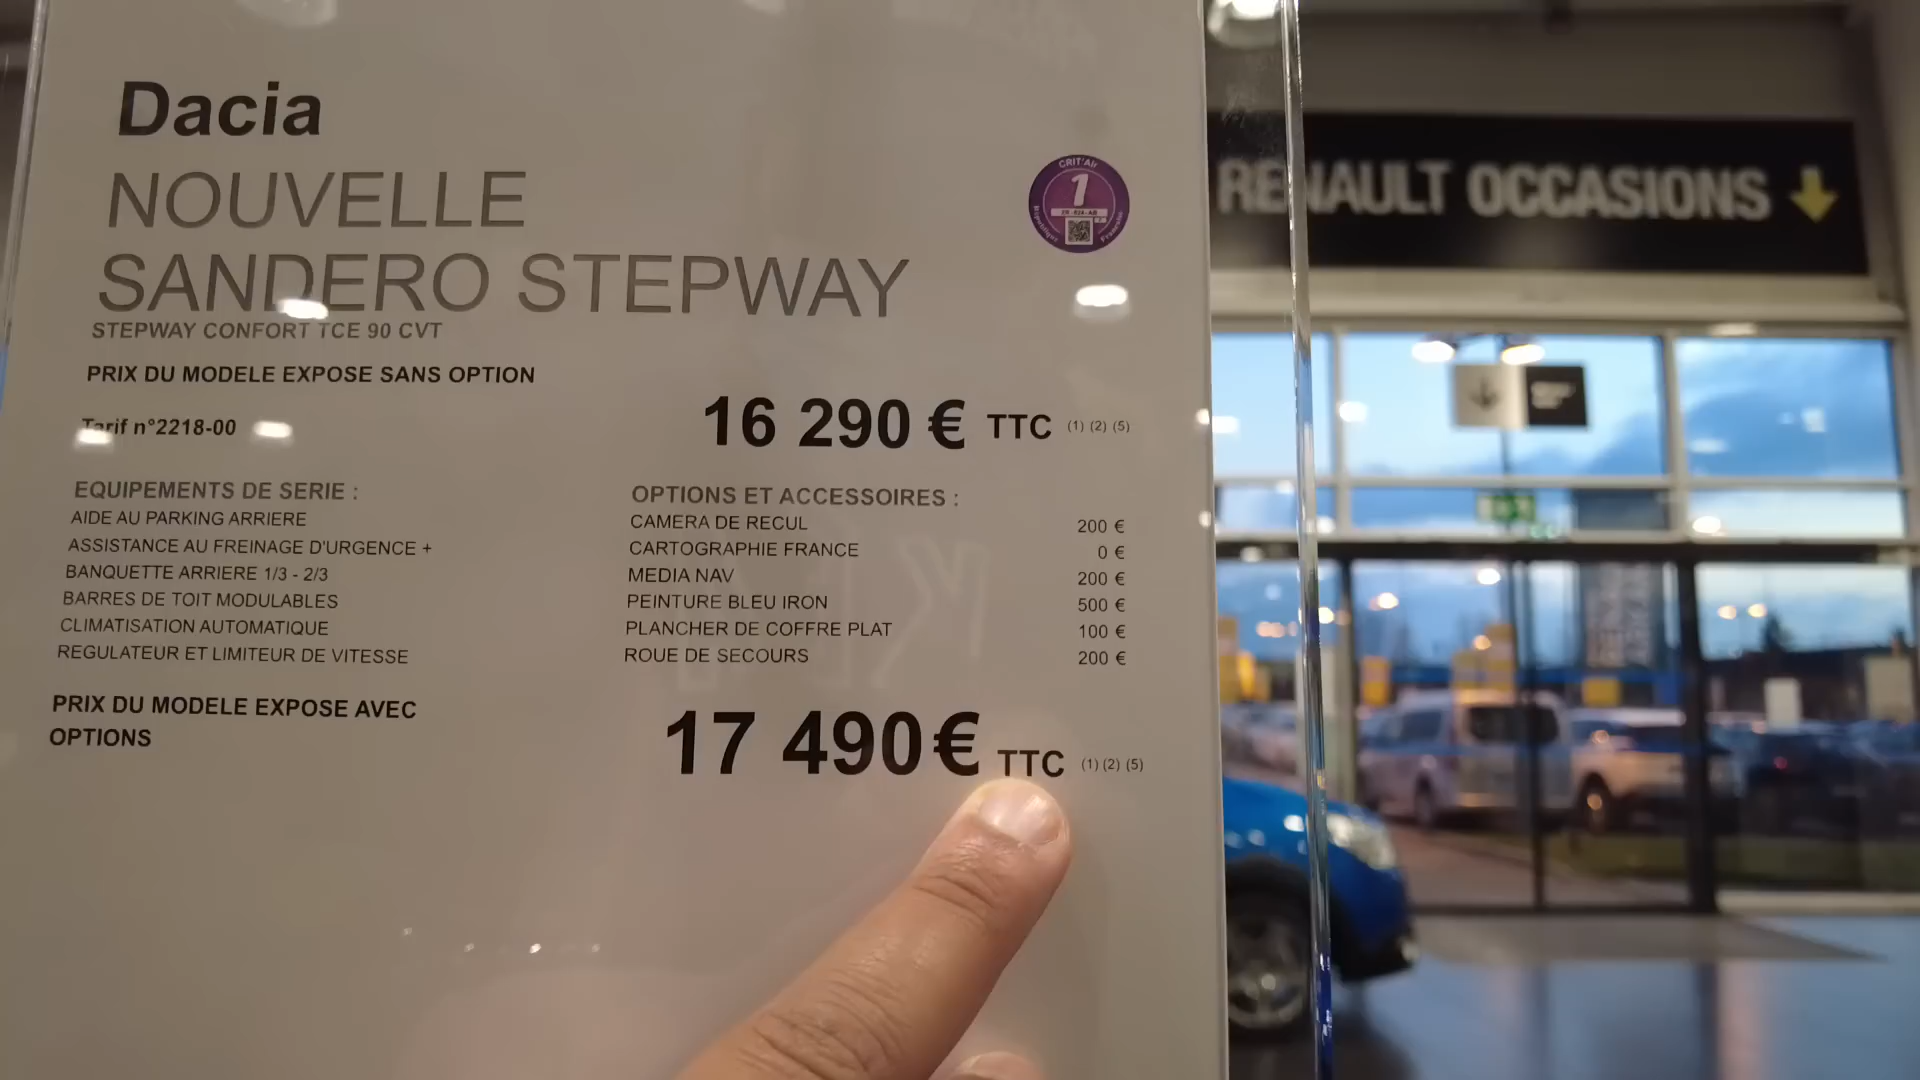 Dacia
NOUVELLE
SANDERO STEPWAY
STEPWAY CONFORT TCE 90 CVT
CRIT'Air
1
République Française
PRIX DU MODELE EXPOSE SANS OPTION
Tarif n°2218-00
16 290 € TTC (1) (2) (5)
EQUIPEMENTS DE SERIE :
AIDE AU PARKING ARRIERE
ASSISTANCE AU FREINAGE D'URGENCE +
BANQUETTE ARRIERE 1/3 - 2/3
BARRES DE TOIT MODULABLES
CLIMATISATION AUTOMATIQUE
REGULATEUR ET LIMITEUR DE VITESSE
OPTIONS ET ACCESSOIRES :
CAMERA DE RECUL 200 €
CARTOGRAPHIE FRANCE 0 €
MEDIA NAV 200 €
PEINTURE BLEU IRON 500 €
PLANCHER DE COFFRE PLAT 100 €
ROUE DE SECOURS 200 €
PRIX DU MODELE EXPOSE AVEC
OPTIONS
17 490 € TTC (1) (2) (5)
RENAULT OCCASIONS